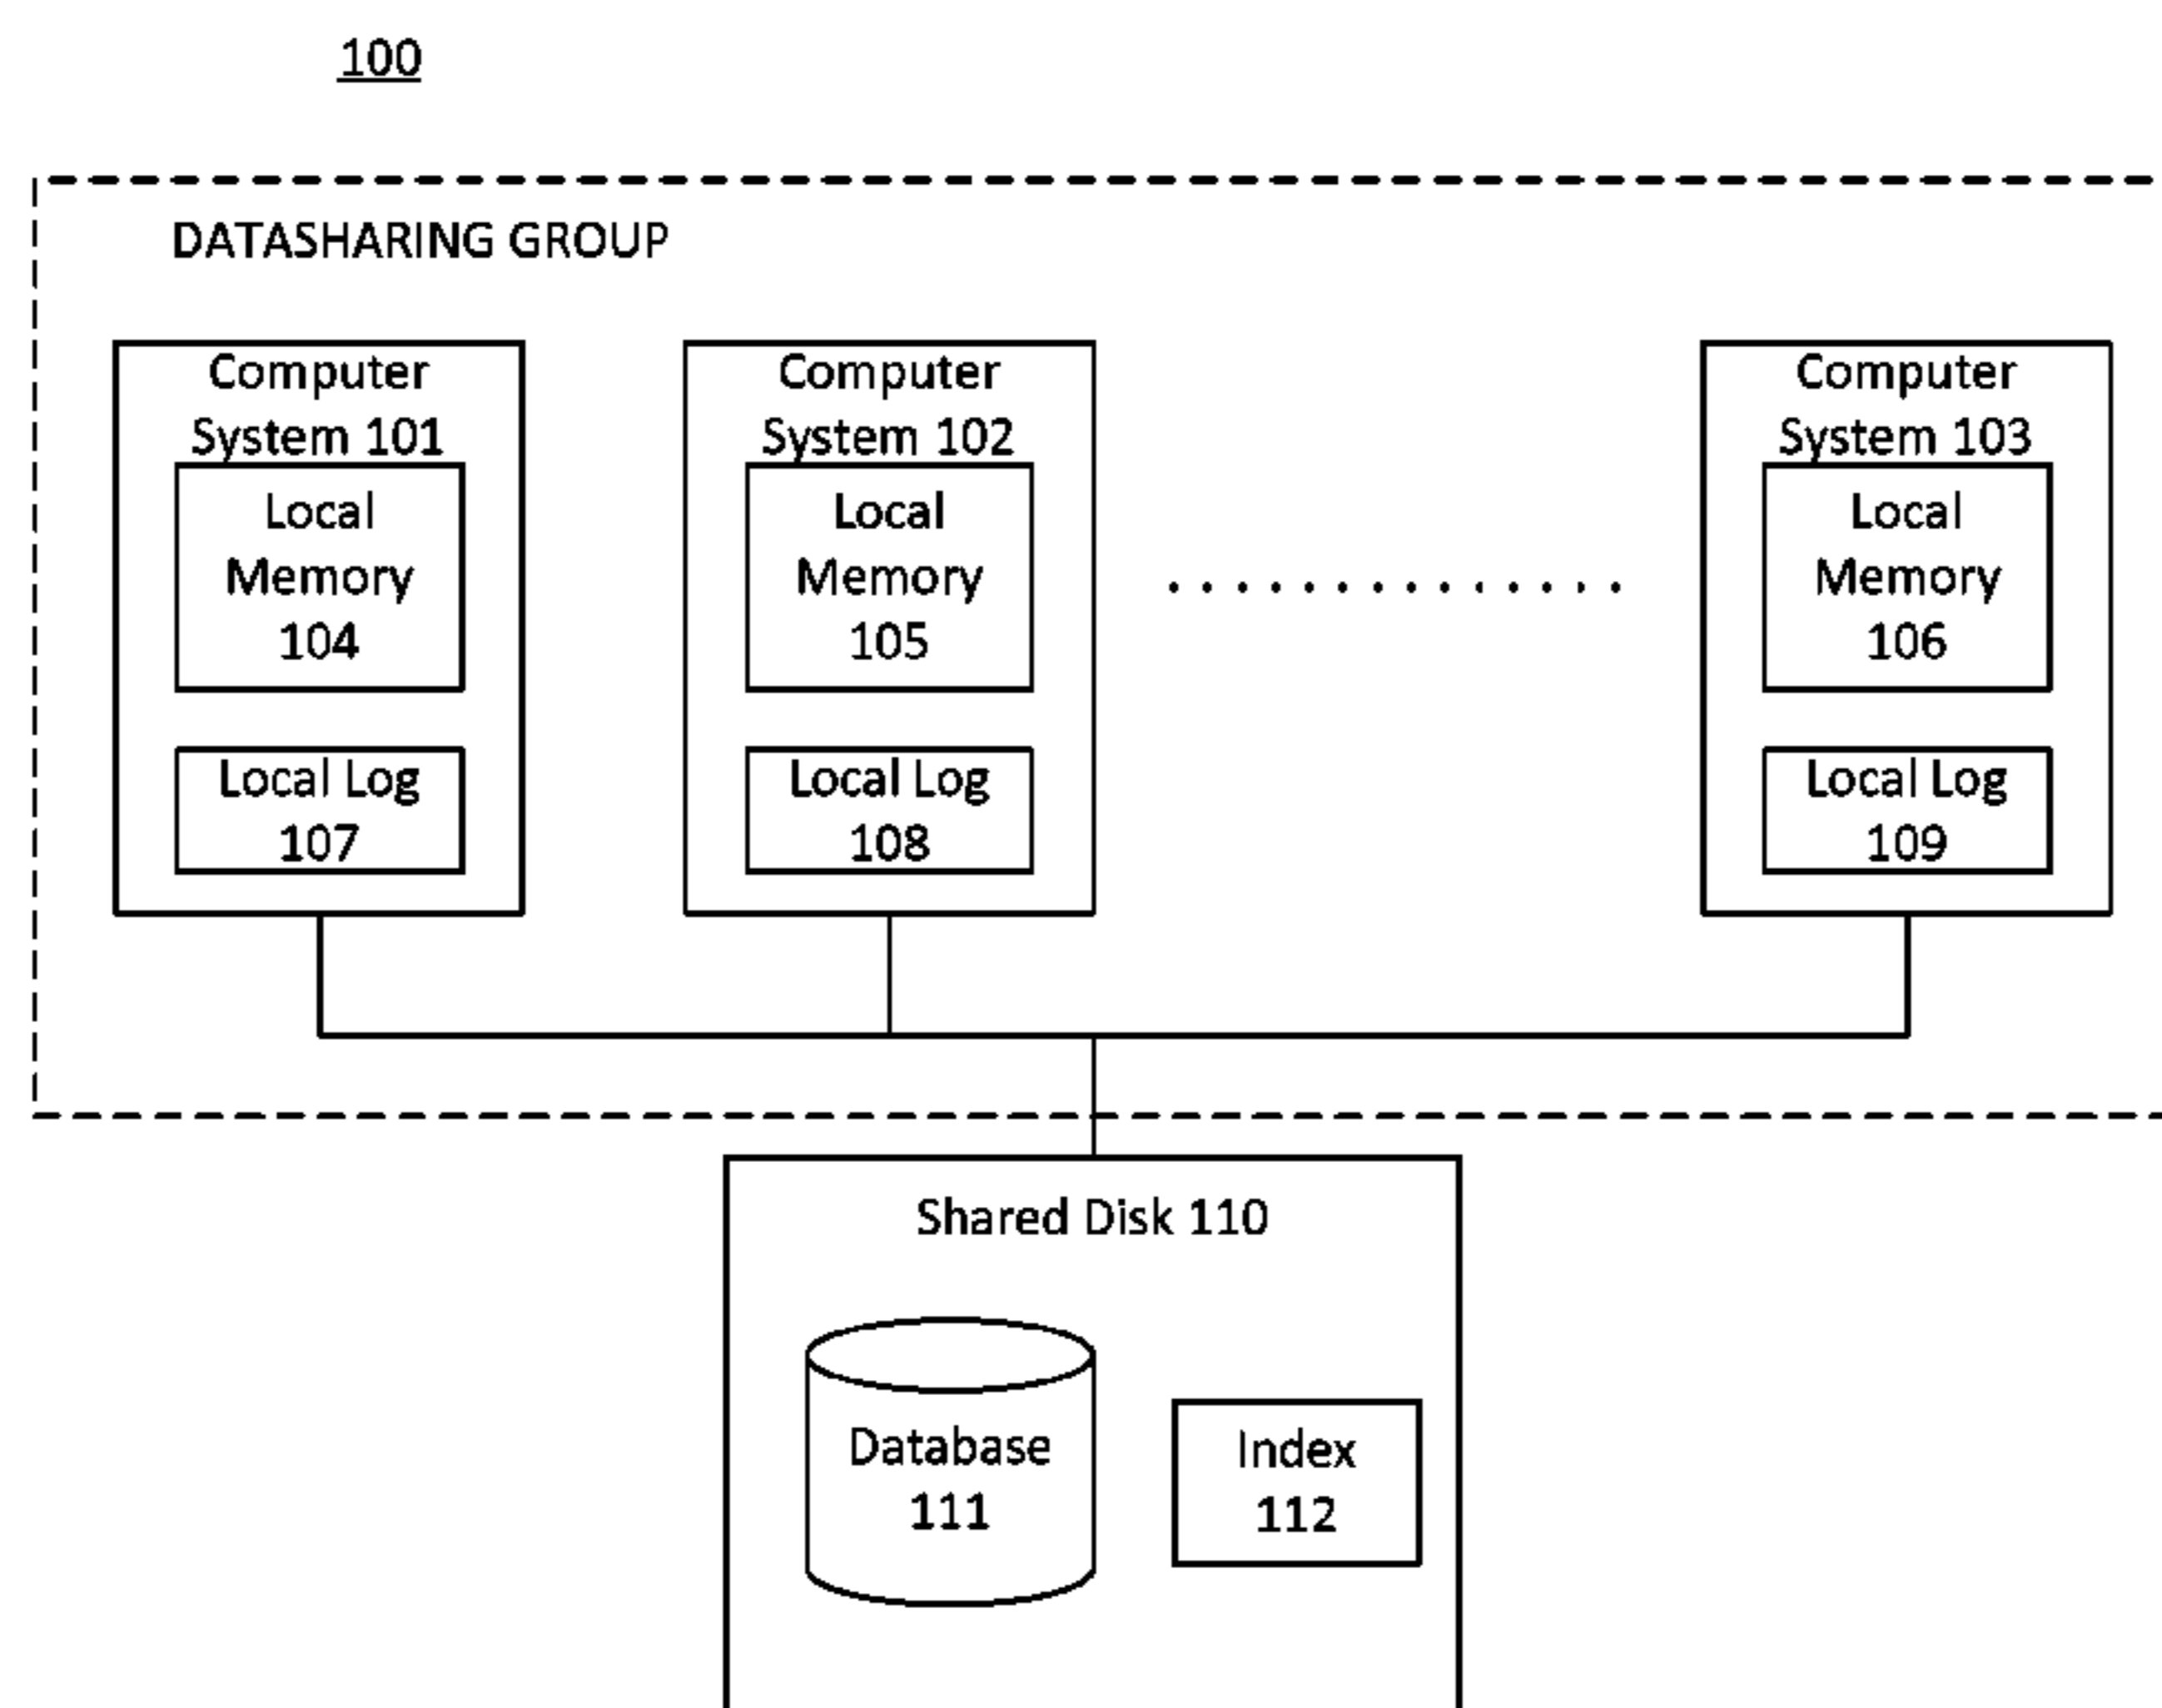 100
DATASHARING GROUP
Computer
System 101
Local
Memory
104
Local Log
107
Computer
System 102
Local
Memory
105
Local Log
108
Computer
System 103
Local
Memory
106
Local Log
109
Shared Disk 110
Database
111
Index
112